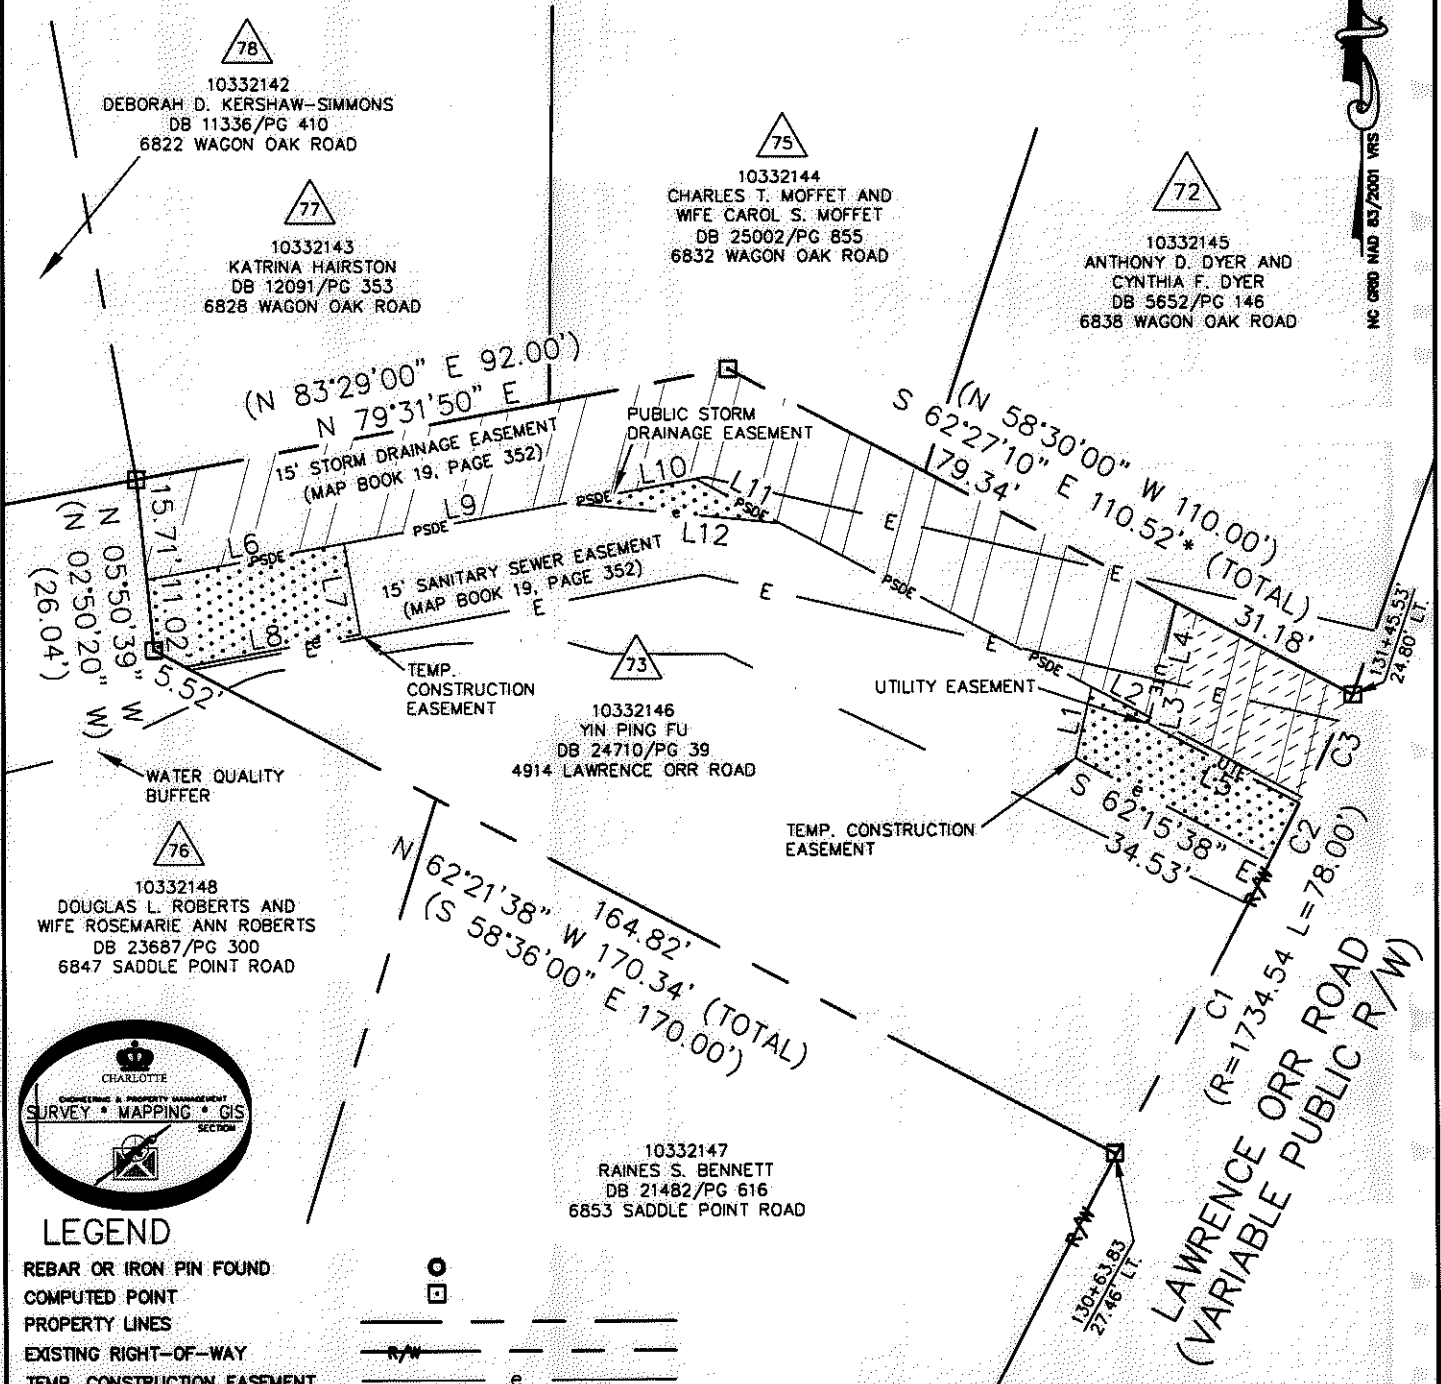 78
10332142
DEBORAH D. KERSHAW-SIMMONS
DB 11336/PG 410
6822 WAGON OAK ROAD
77
10332143
KATRINA HAIRSTON
DB 12091/PG 353
6828 WAGON OAK ROAD
75
10332144
CHARLES T. MOFFET AND
WIFE CAROL S. MOFFET
DB 25002/PG 855
6832 WAGON OAK ROAD
72
10332145
ANTHONY D. DYER AND
CYNTHIA F. DYER
DB 5652/PG 146
6838 WAGON OAK ROAD
NC GRID NAD 83/2001 VRS
(N 83°29'00" E 92.00')
N 79°31'50" E
15' STORM DRAINAGE EASEMENT
(MAP BOOK 19, PAGE 352)
PUBLIC STORM
DRAINAGE EASEMENT
(N 58°30'00" W 110.00')
S 62°27'10" E 110.52'* (TOTAL)
79.34'
31.18'
131+45.53'
24.80' LT.
L10
L11
PSDE
PSDE
e
L12
L9
PSDE
L6
PSDE
L7
L8
e
E
15' SANITARY SEWER EASEMENT
(MAP BOOK 19, PAGE 352)
E
E
E
E
E
E
E
PSDE
PSDE
15.71'
11.02'
5.52'
N 05°50'39" W
(N 02°50'20" W)
(26.04')
WATER QUALITY
BUFFER
TEMP.
CONSTRUCTION
EASEMENT
73
10332146
YIN PING FU
DB 24710/PG 39
4914 LAWRENCE ORR ROAD
UTILITY EASEMENT
L1
L2
L3
L4
UTE
UTE
L5
e
e
C3
C2
S 62°15'38" E
34.53'
R/W
TEMP. CONSTRUCTION
EASEMENT
76
10332148
DOUGLAS L. ROBERTS AND
WIFE ROSEMARIE ANN ROBERTS
DB 23687/PG 300
6847 SADDLE POINT ROAD
164.82'
N 62°21'38" W 170.34' (TOTAL)
(S 58°36'00" E 170.00')
C1
(R=1734.54 L=78.00')
LAWRENCE ORR ROAD
(VARIABLE PUBLIC R/W)
R/W
130+63.83
27.46' LT.
10332147
RAINES S. BENNETT
DB 21482/PG 616
6853 SADDLE POINT ROAD
CHARLOTTE
ENGINEERING & PROPERTY MANAGEMENT
SURVEY * MAPPING * GIS
SECTION
LEGEND
REBAR OR IRON PIN FOUND
COMPUTED POINT
PROPERTY LINES
EXISTING RIGHT-OF-WAY
R/W
TEMP. CONSTRUCTION EASEMENT
e